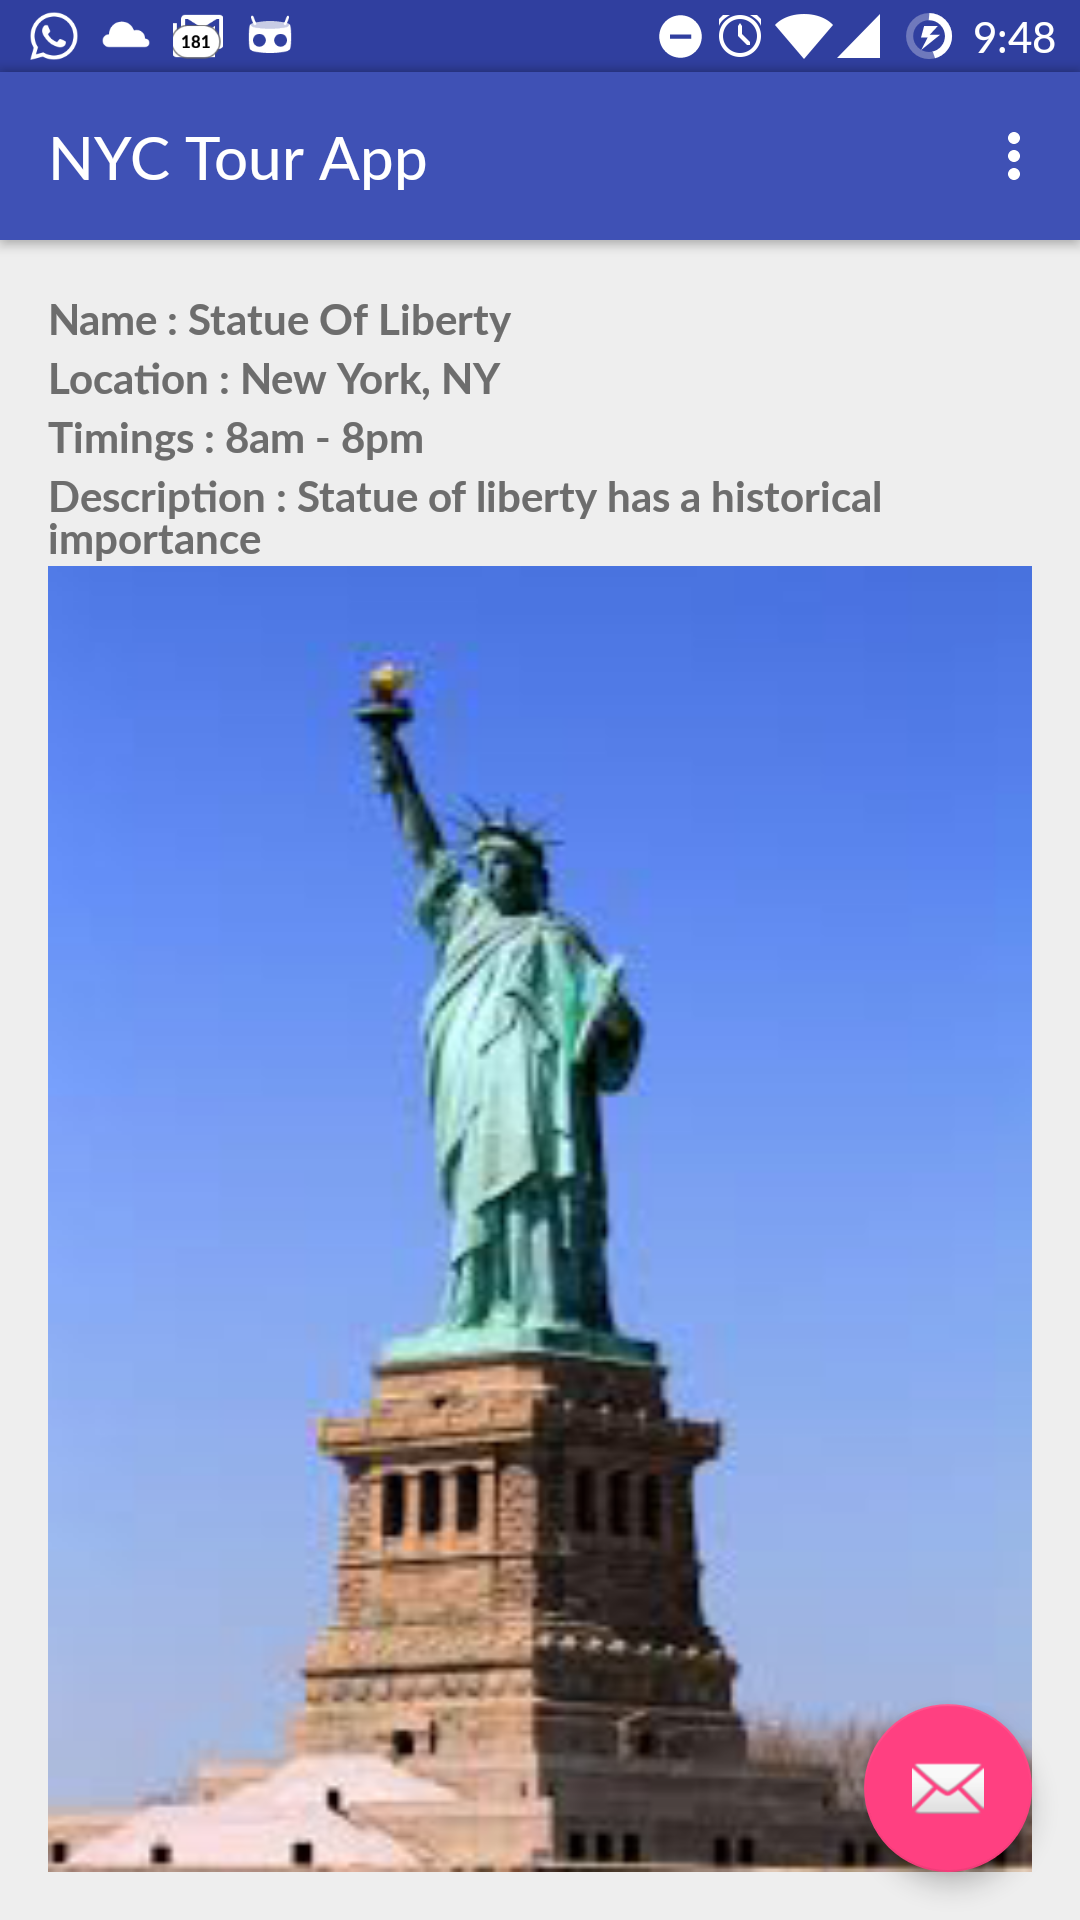 181
9:48
NYC Tour App
Name : Statue Of Liberty
Location : New York, NY
Timings : 8am - 8pm
Description : Statue of liberty has a historical
importance